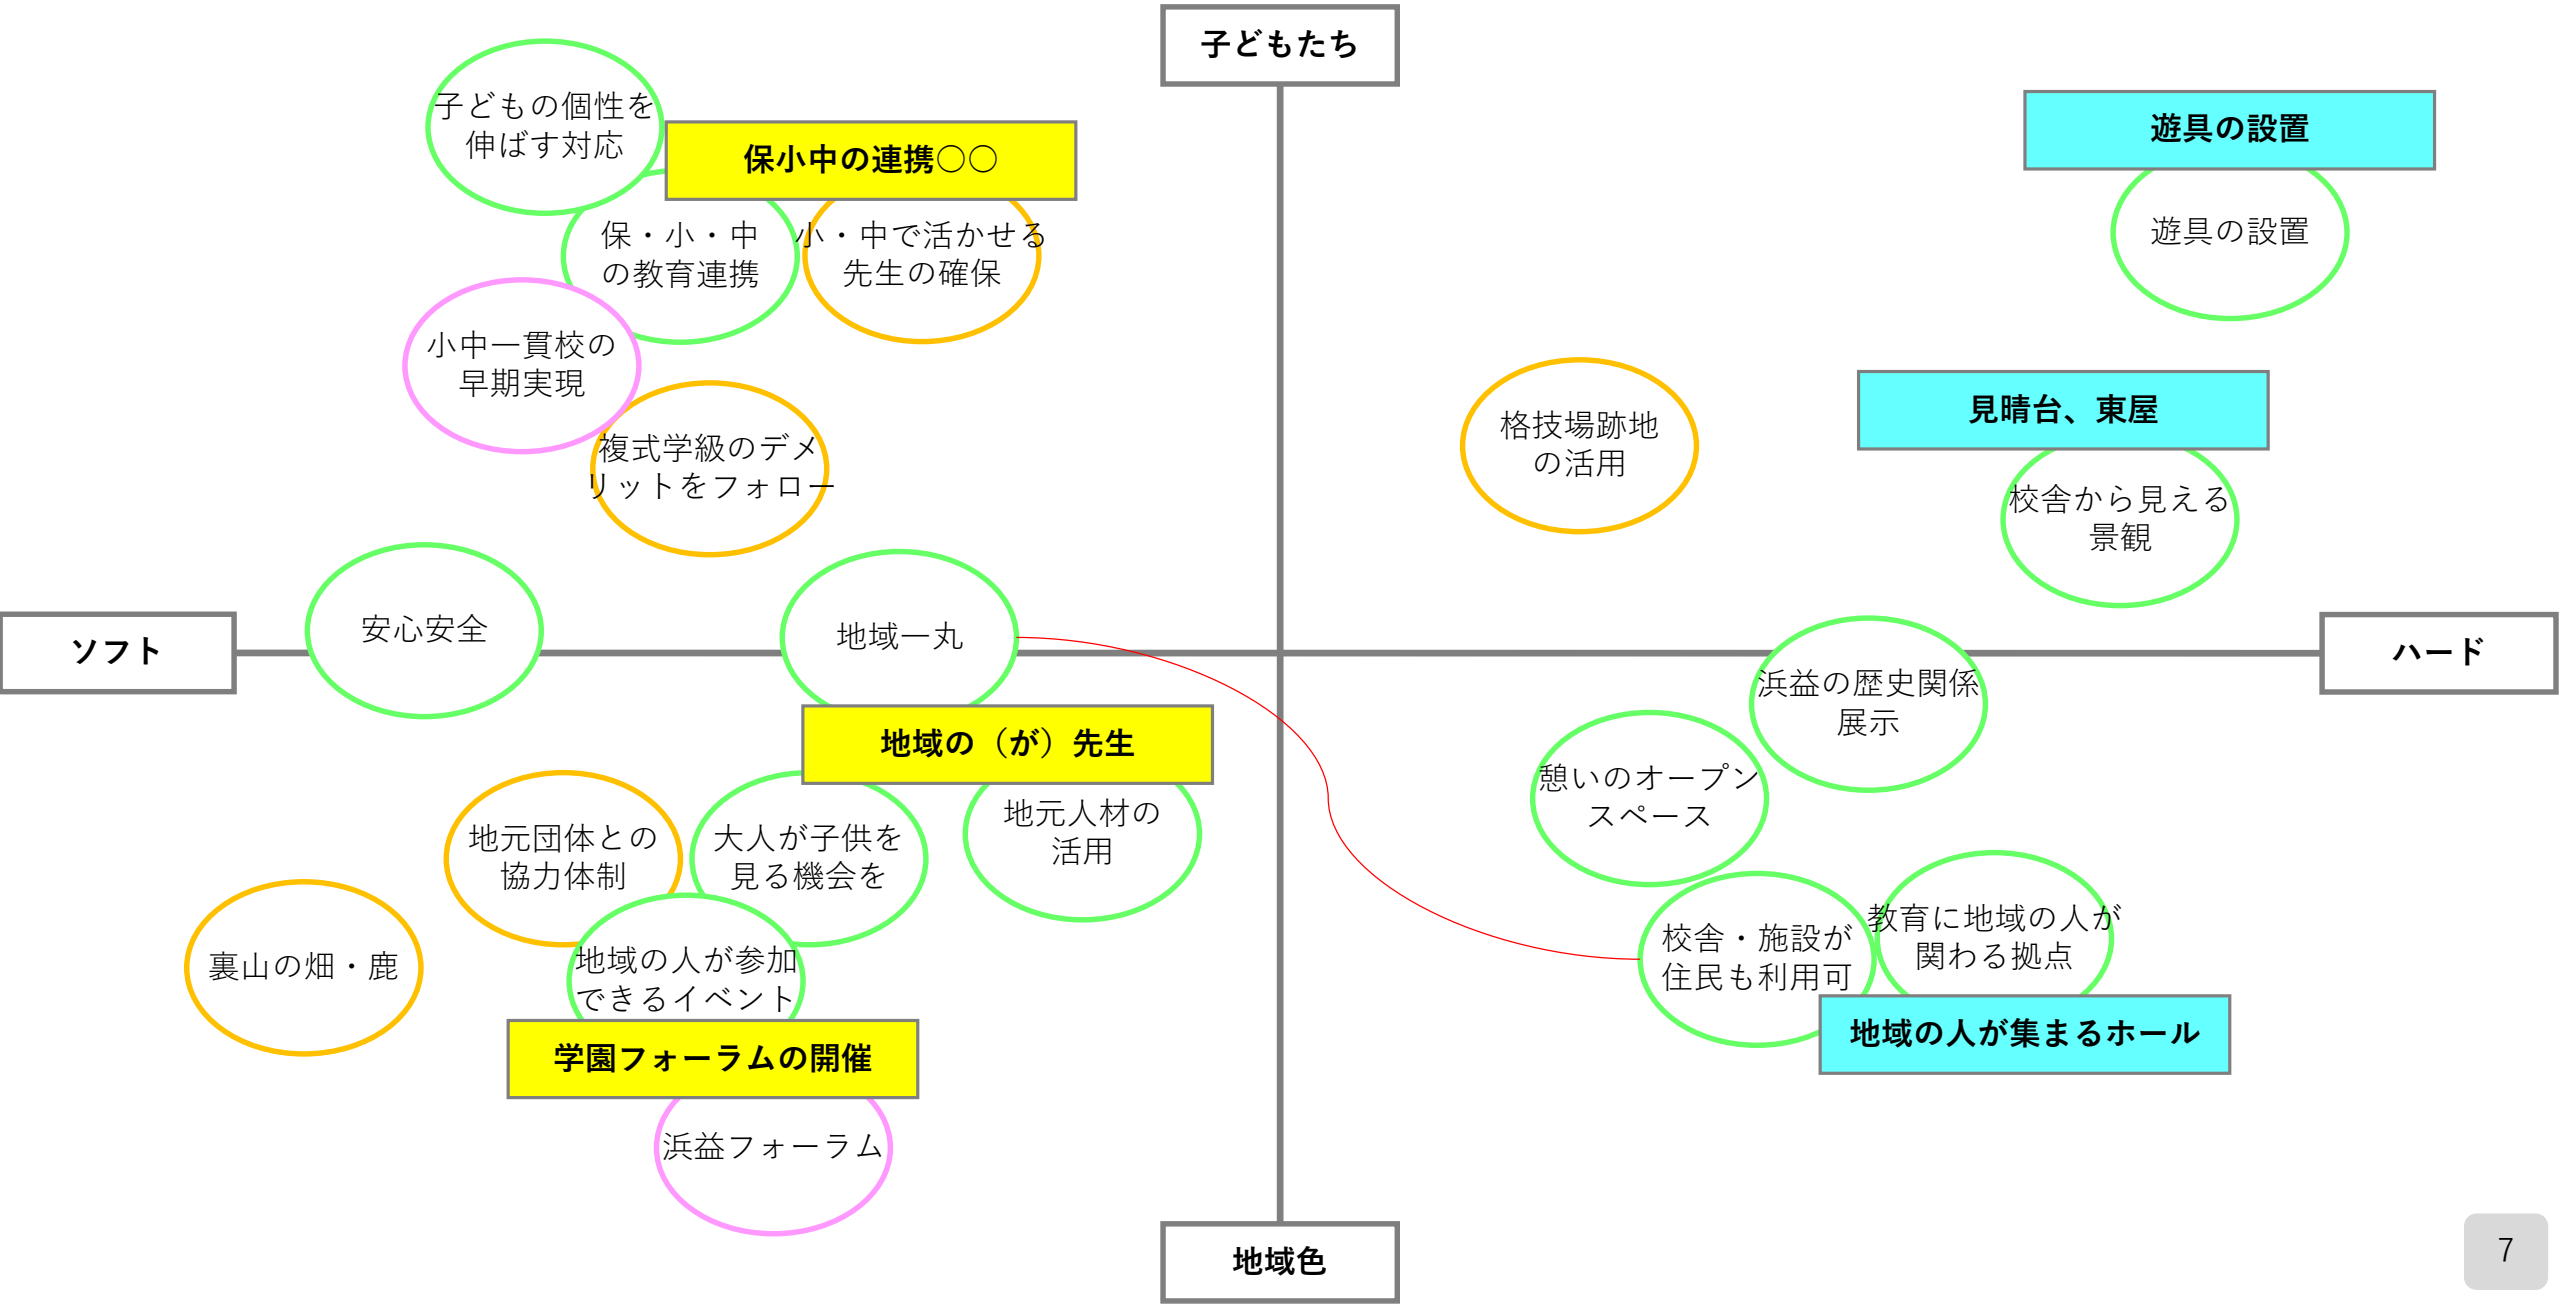 子どもたち
子どもの個性を
伸ばす対応
保小中の連携〇〇
遊具の設置
保・小・中
の教育連携
小・中で活かせる
先生の確保
遊具の設置
小中一貫校の
早期実現
複式学級のデメ
リットをフォロー
格技場跡地
の活用
見晴台、東屋
校舎から見える
景観
ソフト
安心安全
地域一丸
ハード
浜益の歴史関係
展示
地域の（が）先生
憩いのオープン
スペース
地元団体との
協力体制
大人が子供を
見る機会を
地元人材の
活用
裏山の畑・鹿
地域の人が参加
できるイベント
校舎・施設が
住民も利用可
教育に地域の人が
関わる拠点
学園フォーラムの開催
地域の人が集まるホール
浜益フォーラム
地域色
7